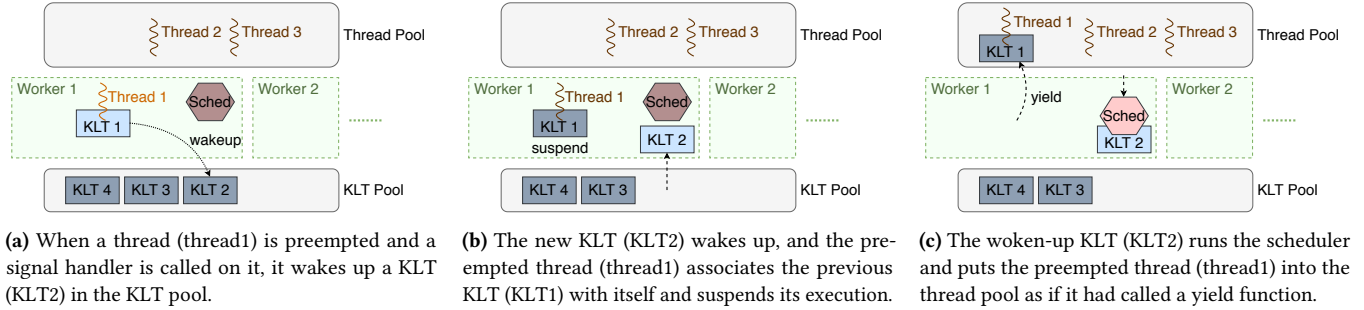 Thread 2
Thread 3
Thread Pool
Worker 1
Thread 1
KLT 1
Sched
wakeup
Worker 2
........
KLT 4
KLT 3
KLT 2
KLT Pool
(a) When a thread (thread1) is preempted and a
signal handler is called on it, it wakes up a KLT
(KLT2) in the KLT pool.
Thread 2
Thread 3
Thread Pool
Worker 1
Thread 1
KLT 1
suspend
Sched
KLT 2
Worker 2
........
KLT 4
KLT 3
KLT Pool
(b) The new KLT (KLT2) wakes up, and the pre-
empted thread (thread1) associates the previous
KLT (KLT1) with itself and suspends its execution.
Thread 1
KLT 1
Thread 2
Thread 3
Thread Pool
Worker 1
yield
Sched
KLT 2
Worker 2
........
KLT 4
KLT 3
KLT Pool
(c) The woken-up KLT (KLT2) runs the scheduler
and puts the preempted thread (thread1) into the
thread pool as if it had called a yield function.